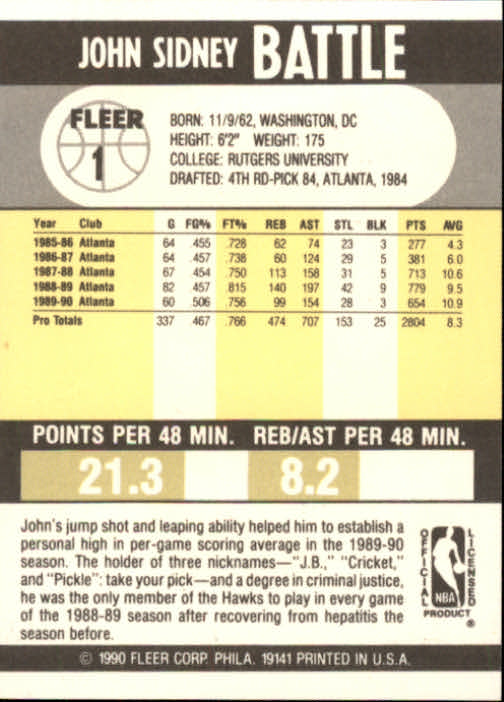 JOHN SIDNEY BATTLE
FLEER
1
BORN: 11/9/62, WASHINGTON, DC
HEIGHT: 6'2" WEIGHT: 175
COLLEGE: RUTGERS UNIVERSITY
DRAFTED: 4TH RD-PICK 84, ATLANTA, 1984
Year Club G FG% FT% REB AST STL BLK PTS AVG
1985-86 Atlanta 64 .455 .728 62 74 23 3 277 4.3
1986-87 Atlanta 64 .457 .738 60 124 29 5 381 6.0
1987-88 Atlanta 67 .454 .750 113 158 31 5 713 10.6
1988-89 Atlanta 82 .457 .815 140 197 42 9 779 9.5
1989-90 Atlanta 60 .506 .756 99 154 28 3 654 10.9
Pro Totals 337 .467 .766 474 707 153 25 2804 8.3
POINTS PER 48 MIN. REB/AST PER 48 MIN.
21.3 8.2
John's jump shot and leaping ability helped him to establish a
personal high in per-game scoring average in the 1989-90
season. The holder of three nicknames—"J.B.," "Cricket,"
and "Pickle": take your pick—and a degree in criminal justice,
he was the only member of the Hawks to play in every game
of the 1988-89 season after recovering from hepatitis the
season before.
OFFICIAL
LICENSED
NBA
PRODUCT ®
© 1990 FLEER CORP. PHILA. 19141 PRINTED IN U.S.A.